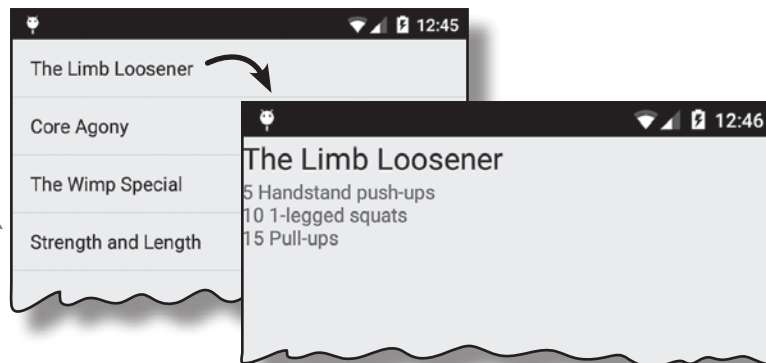 12:45
The Limb Loosener
Core Agony
The Wimp Special
Strength and Length
12:46
The Limb Loosener
5 Handstand push-ups
10 1-legged squats
15 Pull-ups